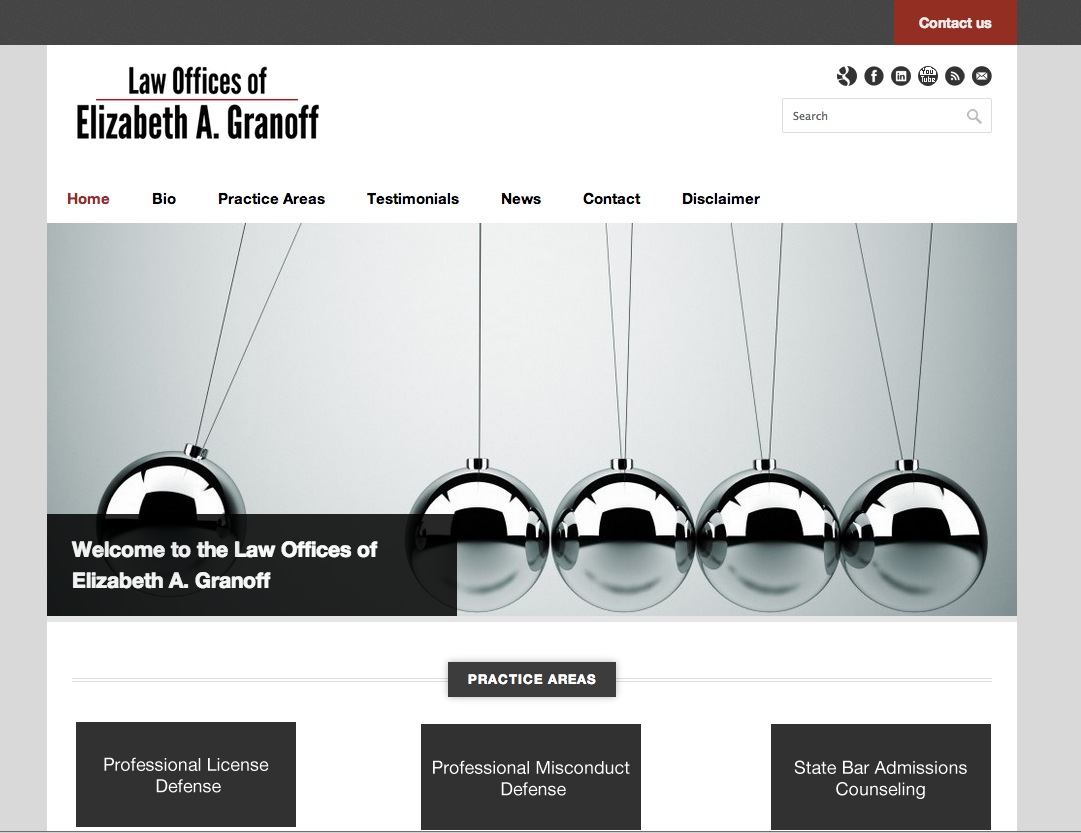 Contact us
Law Offices of
Elizabeth A. Granoff
You
Tube
Search
Home Bio Practice Areas Testimonials News Contact Disclaimer
Welcome to the Law Offices of
Elizabeth A. Granoff
PRACTICE AREAS
Professional License
Defense
Professional Misconduct
Defense
State Bar Admissions
Counseling